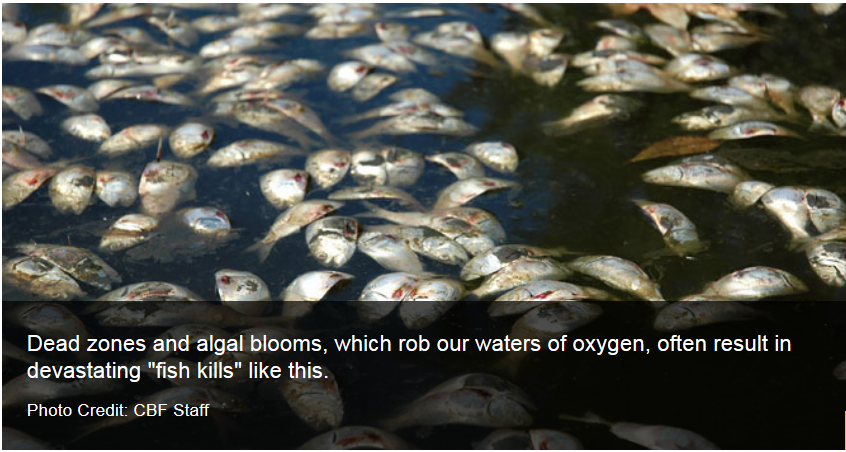 Dead zones and algal blooms, which rob our waters of oxygen, often result in
devastating "fish kills" like this.
Photo Credit: CBF Staff